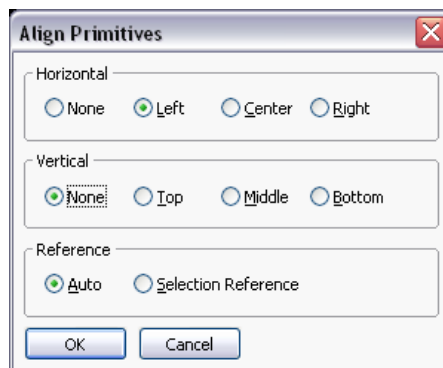 Align Primitives
Horizontal
None Left Center Right
Vertical
None Top Middle Bottom
Reference
Auto Selection Reference
OK Cancel